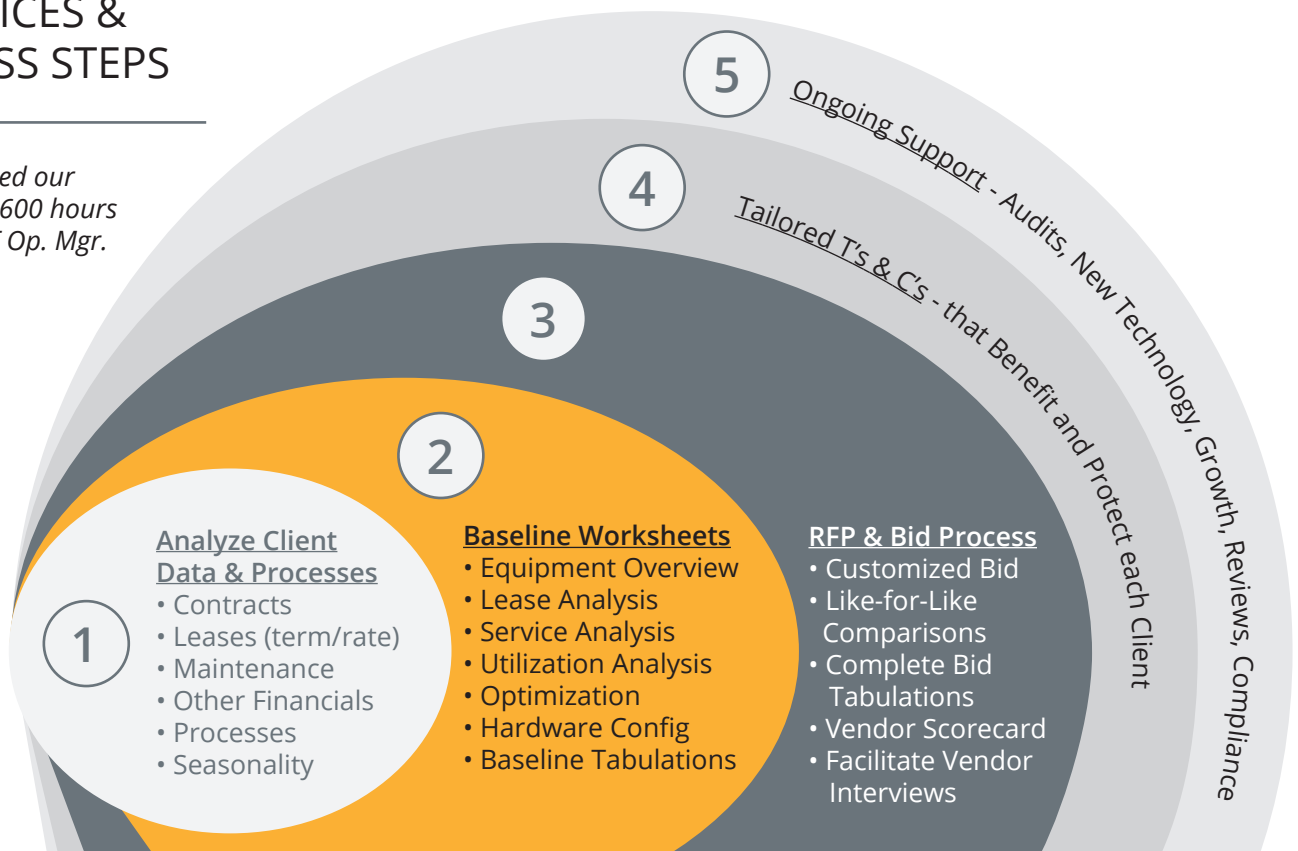 ICES &
SS STEPS
ed our
600 hours
Op. Mgr.
5
Ongoing Support - Audits, New Technology, Growth, Reviews, Compliance
4
Tailored T's & C's - that Benefit and Protect each Client
3
2
1
Analyze Client
Data & Processes
• Contracts
• Leases (term/rate)
• Maintenance
• Other Financials
• Processes
• Seasonality
Baseline Worksheets
• Equipment Overview
• Lease Analysis
• Service Analysis
• Utilization Analysis
• Optimization
• Hardware Config
• Baseline Tabulations
RFP & Bid Process
• Customized Bid
• Like-for-Like
Comparisons
• Complete Bid
Tabulations
• Vendor Scorecard
• Facilitate Vendor
Interviews